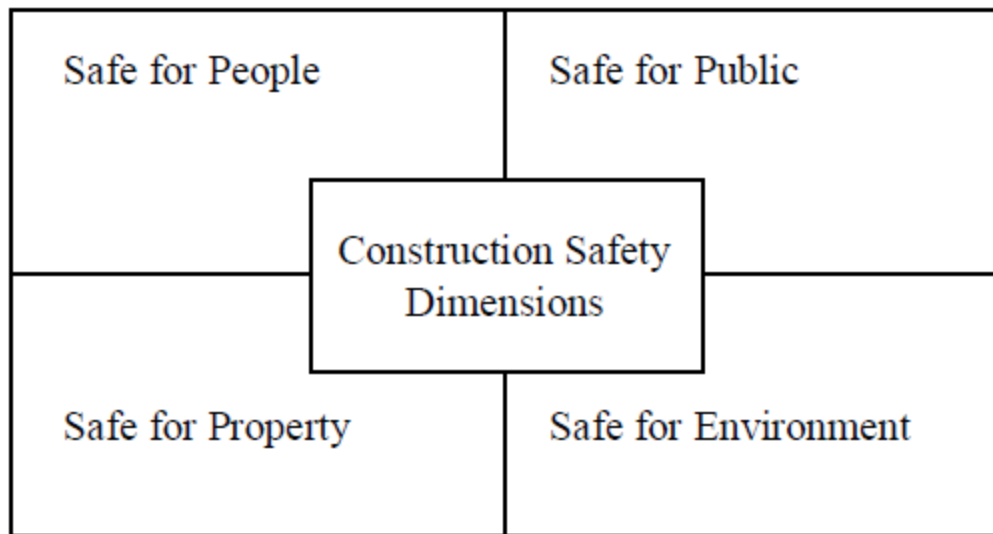 Safe for People
Safe for Public
Construction Safety
Dimensions
Safe for Property
Safe for Environment